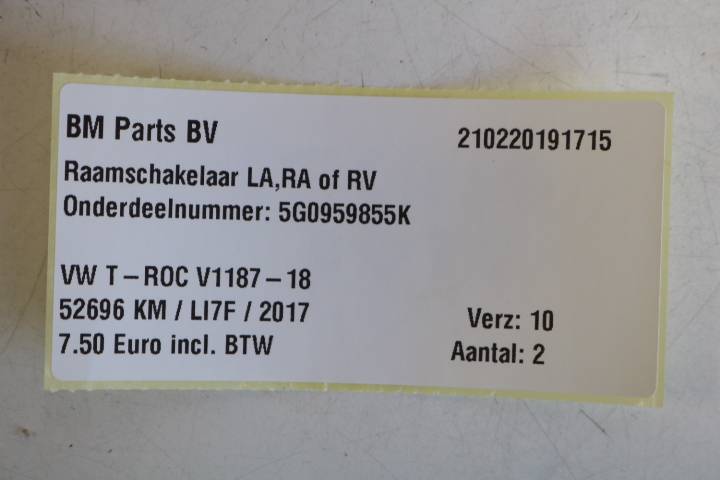 BM Parts BV 210220191715
Raamschakelaar LA,RA of RV
Onderdeelnummer: 5G0959855K
VW T-ROC V1187-18
52696 KM / LI7F / 2017 Verz: 10
7.50 Euro incl. BTW Aantal: 2